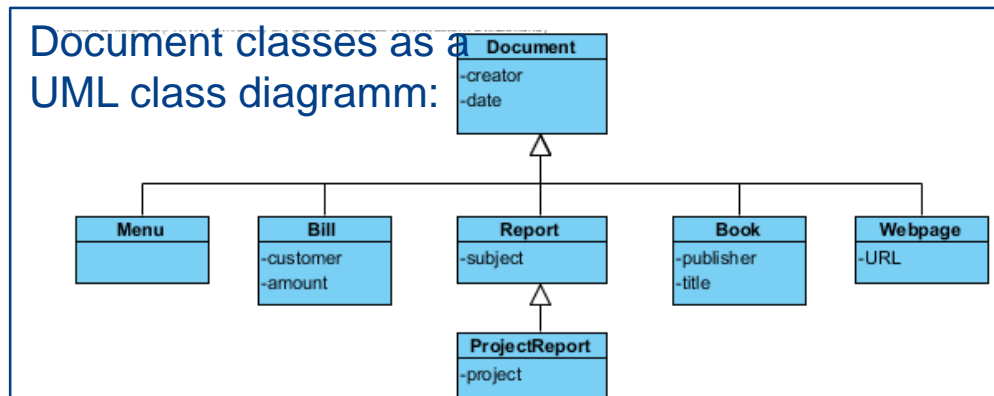 Document classes as a
UML class diagramm:
Document
-creator
-date
Menu
Bill
-customer
-amount
Report
-subject
Book
-publisher
-title
Webpage
-URL
ProjectReport
-project